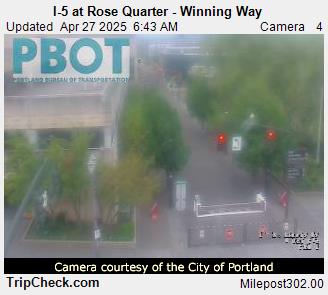 I-5 at Rose Quarter - Winning Way
Updated Apr 27 2025 6:43 AM Camera 4
PBOT
PORTLAND BUREAU OF TRANSPORTATION
Camera courtesy of the City of Portland
TripCheck.com Milepost302.00